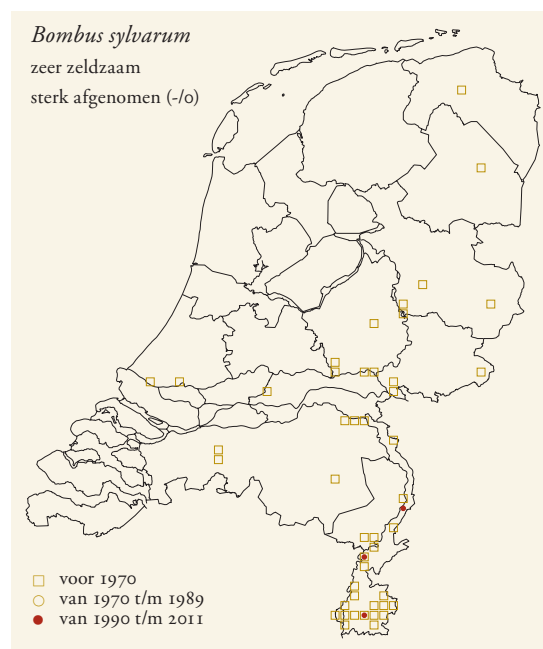 Bombus sylvarum
zeer zeldzaam
sterk afgenomen (-/0)
voor 1970
van 1970 t/m 1989
van 1990 t/m 2011